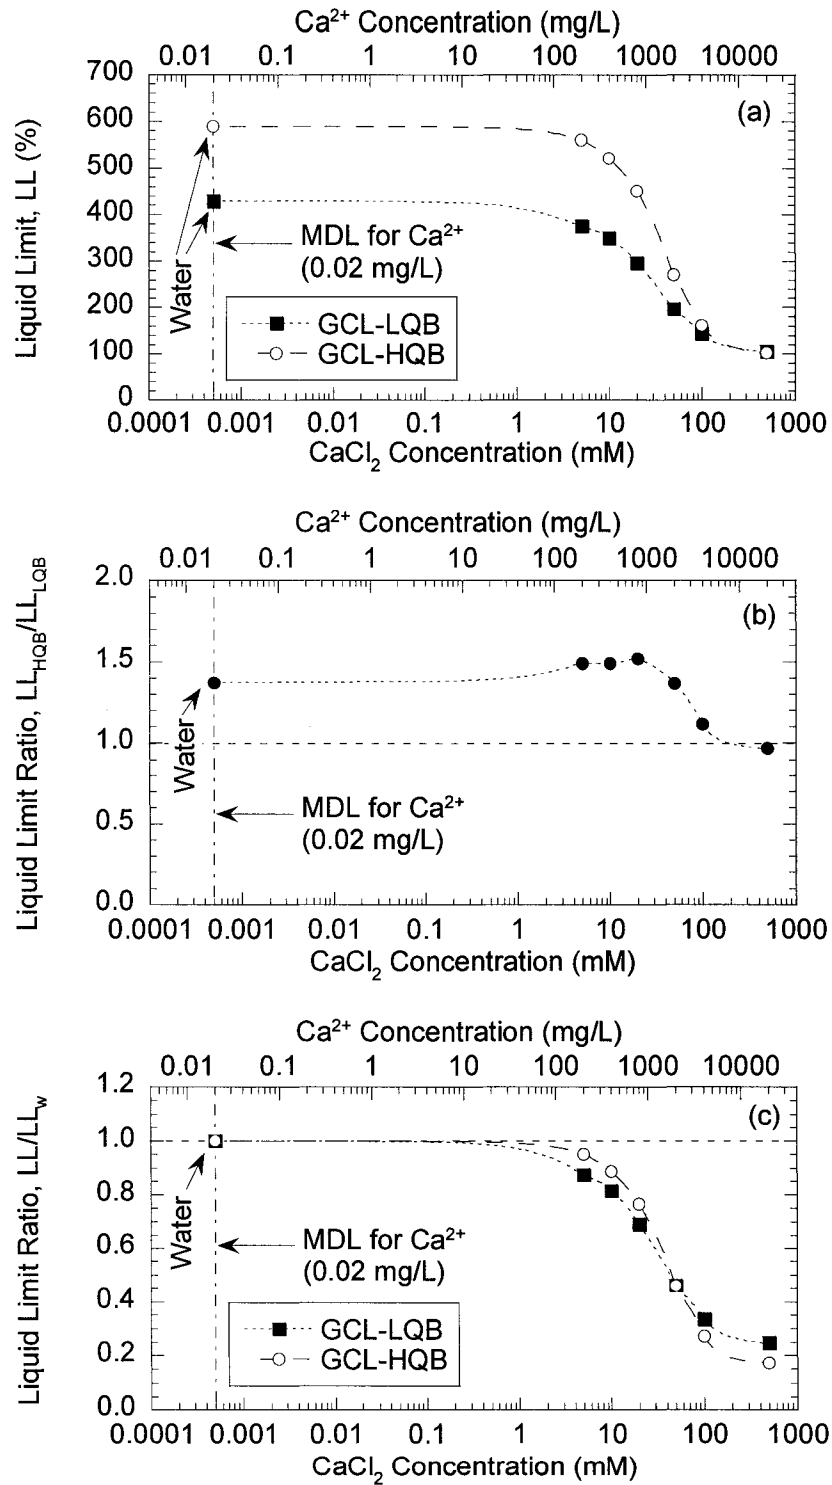 Ca²⁺ Concentration (mg/L)
0.01 0.1 1 10 100 1000 10000
700
600
500
400
300
200
100
0
Liquid Limit, LL (%)
(a)
Water
MDL for Ca²⁺
(0.02 mg/L)
GCL-LQB
GCL-HQB
0.0001 0.001 0.01 0.1 1 10 100 1000
CaCl₂ Concentration (mM)
Ca²⁺ Concentration (mg/L)
0.01 0.1 1 10 100 1000 10000
2.0
1.5
1.0
0.5
0.0
Liquid Limit Ratio, LL_HQB/LL_LQB
(b)
Water
MDL for Ca²⁺
(0.02 mg/L)
0.0001 0.001 0.01 0.1 1 10 100 1000
CaCl₂ Concentration (mM)
Ca²⁺ Concentration (mg/L)
0.01 0.1 1 10 100 1000 10000
1.2
1.0
0.8
0.6
0.4
0.2
0.0
Liquid Limit Ratio, LL/LL_w
(c)
Water
MDL for Ca²⁺
(0.02 mg/L)
GCL-LQB
GCL-HQB
0.0001 0.001 0.01 0.1 1 10 100 1000
CaCl₂ Concentration (mM)